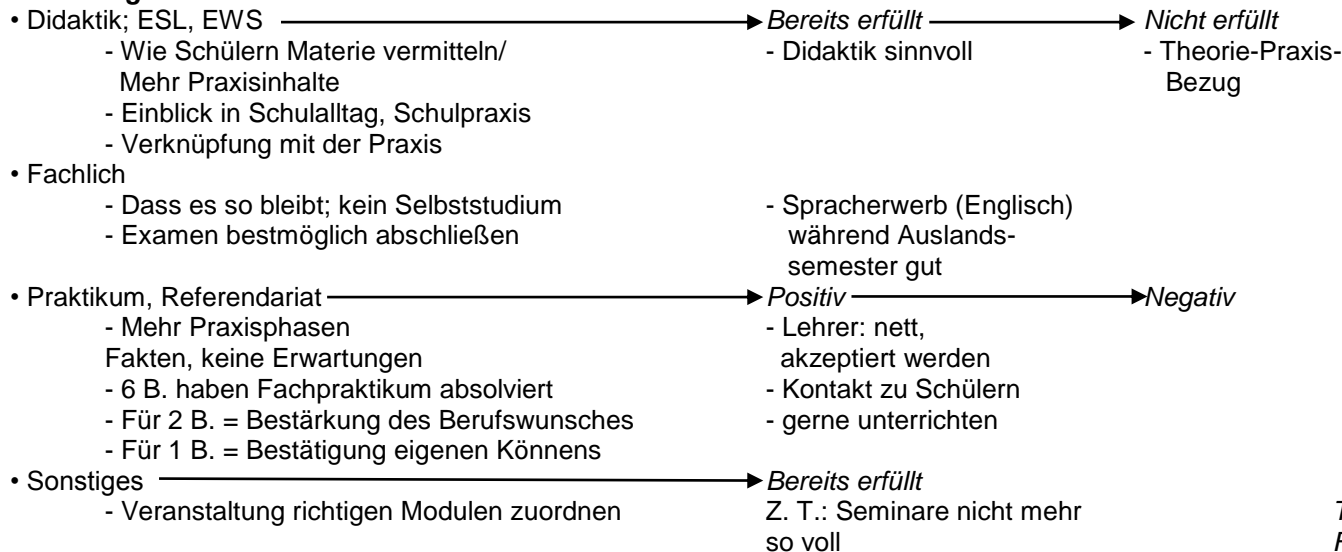 • Didaktik; ESL, EWS Bereits erfüllt Nicht erfüllt
- Wie Schülern Materie vermitteln/ - Didaktik sinnvoll - Theorie-Praxis-
Mehr Praxisinhalte Bezug
- Einblick in Schulalltag, Schulpraxis
- Verknüpfung mit der Praxis
• Fachlich
- Dass es so bleibt; kein Selbststudium - Spracherwerb (Englisch)
- Examen bestmöglich abschließen während Auslands-
semester gut
• Praktikum, Referendariat Positiv Negativ
- Mehr Praxisphasen - Lehrer: nett,
Fakten, keine Erwartungen akzeptiert werden
- 6 B. haben Fachpraktikum absolviert - Kontakt zu Schülern
- Für 2 B. = Bestärkung des Berufswunsches - gerne unterrichten
- Für 1 B. = Bestätigung eigenen Könnens
• Sonstiges Bereits erfüllt
- Veranstaltung richtigen Modulen zuordnen Z. T.: Seminare nicht mehr
so voll